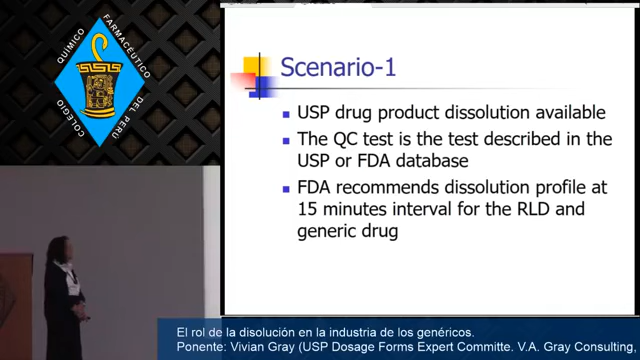 QUÍMICO
FARMACÉUTICO
DEL PERU
COLEGIO
Scenario-1
USP drug product dissolution available
The QC test is the test described in the
USP or FDA database
FDA recommends dissolution profile at
15 minutes interval for the RLD and
generic drug
El rol de la disolución en la industria de los genéricos.
Ponente: Vivian Gray (USP Dosage Forms Expert Committe. V.A. Gray Consulting,